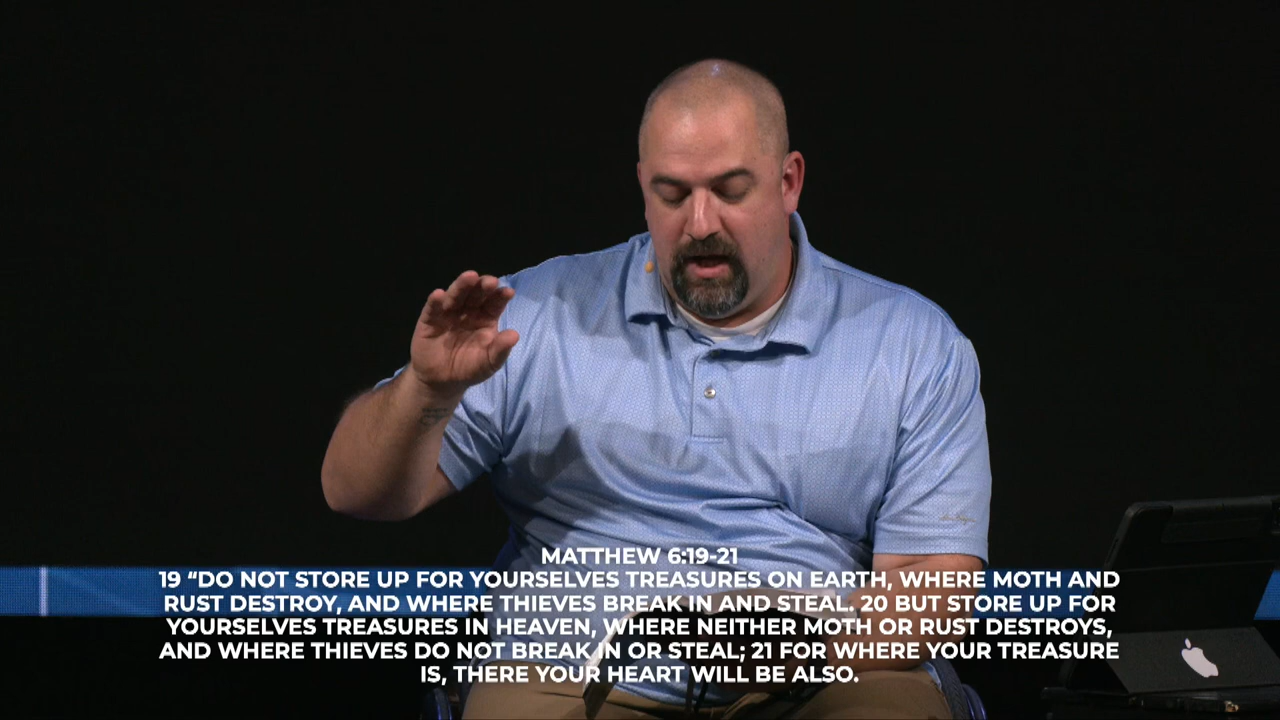 MATTHEW 6:19-21
19 “DO NOT STORE UP FOR YOURSELVES TREASURES ON EARTH, WHERE MOTH AND
RUST DESTROY, AND WHERE THIEVES BREAK IN AND STEAL. 20 BUT STORE UP FOR
YOURSELVES TREASURES IN HEAVEN, WHERE NEITHER MOTH OR RUST DESTROYS,
AND WHERE THIEVES DO NOT BREAK IN OR STEAL; 21 FOR WHERE YOUR TREASURE
IS, THERE YOUR HEART WILL BE ALSO.